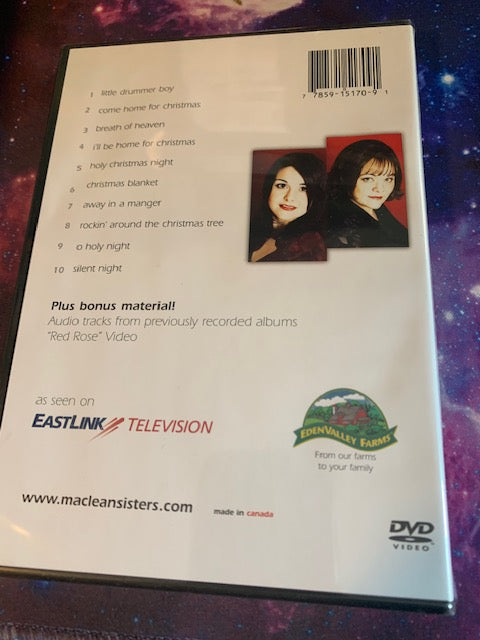 7 7859-15170-9 1
1 little drummer boy
2 come home for christmas
3 breath of heaven
4 i'll be home for christmas
5 holy christmas night
6 christmas blanket
7 away in a manger
8 rockin' around the christmas tree
9 o holy night
10 silent night
Plus bonus material!
Audio tracks from previously recorded albums
"Red Rose" Video
as seen on
EASTLINK TELEVISION
EDENVALLEY FARMS
From our farms
to your family
www.macleansisters.com
made in canada
DVD
VIDEO